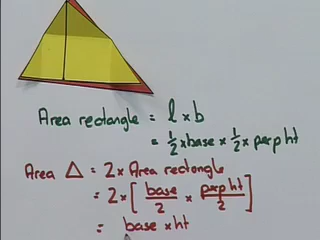 Area rectangle = l × b
= 1/2 × base × 1/2 × perp ht
Area △ = 2 × Area rectangle
= 2 × [ base/2 × perp ht/2 ]
= base × ht